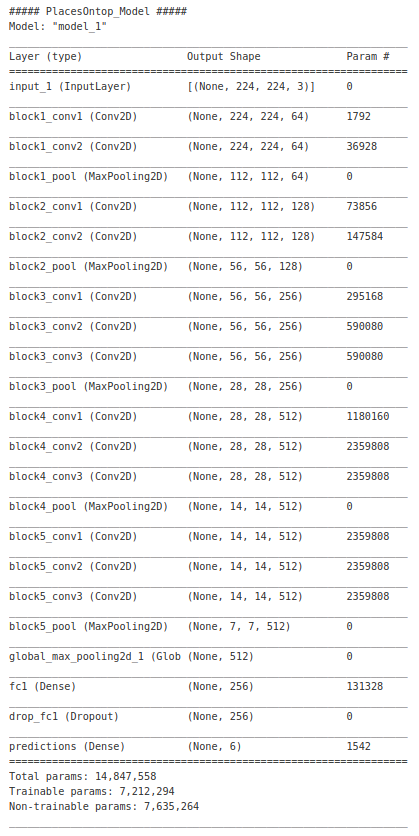 ##### PlacesOntop_Model #####
Model: "model_1"
Layer (type) Output Shape Param #
input_1 (InputLayer) [(None, 224, 224, 3)] 0
block1_conv1 (Conv2D) (None, 224, 224, 64) 1792
block1_conv2 (Conv2D) (None, 224, 224, 64) 36928
block1_pool (MaxPooling2D) (None, 112, 112, 64) 0
block2_conv1 (Conv2D) (None, 112, 112, 128) 73856
block2_conv2 (Conv2D) (None, 112, 112, 128) 147584
block2_pool (MaxPooling2D) (None, 56, 56, 128) 0
block3_conv1 (Conv2D) (None, 56, 56, 256) 295168
block3_conv2 (Conv2D) (None, 56, 56, 256) 590080
block3_conv3 (Conv2D) (None, 56, 56, 256) 590080
block3_pool (MaxPooling2D) (None, 28, 28, 256) 0
block4_conv1 (Conv2D) (None, 28, 28, 512) 1180160
block4_conv2 (Conv2D) (None, 28, 28, 512) 2359808
block4_conv3 (Conv2D) (None, 28, 28, 512) 2359808
block4_pool (MaxPooling2D) (None, 14, 14, 512) 0
block5_conv1 (Conv2D) (None, 14, 14, 512) 2359808
block5_conv2 (Conv2D) (None, 14, 14, 512) 2359808
block5_conv3 (Conv2D) (None, 14, 14, 512) 2359808
block5_pool (MaxPooling2D) (None, 7, 7, 512) 0
global_max_pooling2d_1 (Glob (None, 512) 0
fc1 (Dense) (None, 256) 131328
drop_fc1 (Dropout) (None, 256) 0
predictions (Dense) (None, 6) 1542
Total params: 14,847,558
Trainable params: 7,212,294
Non-trainable params: 7,635,264